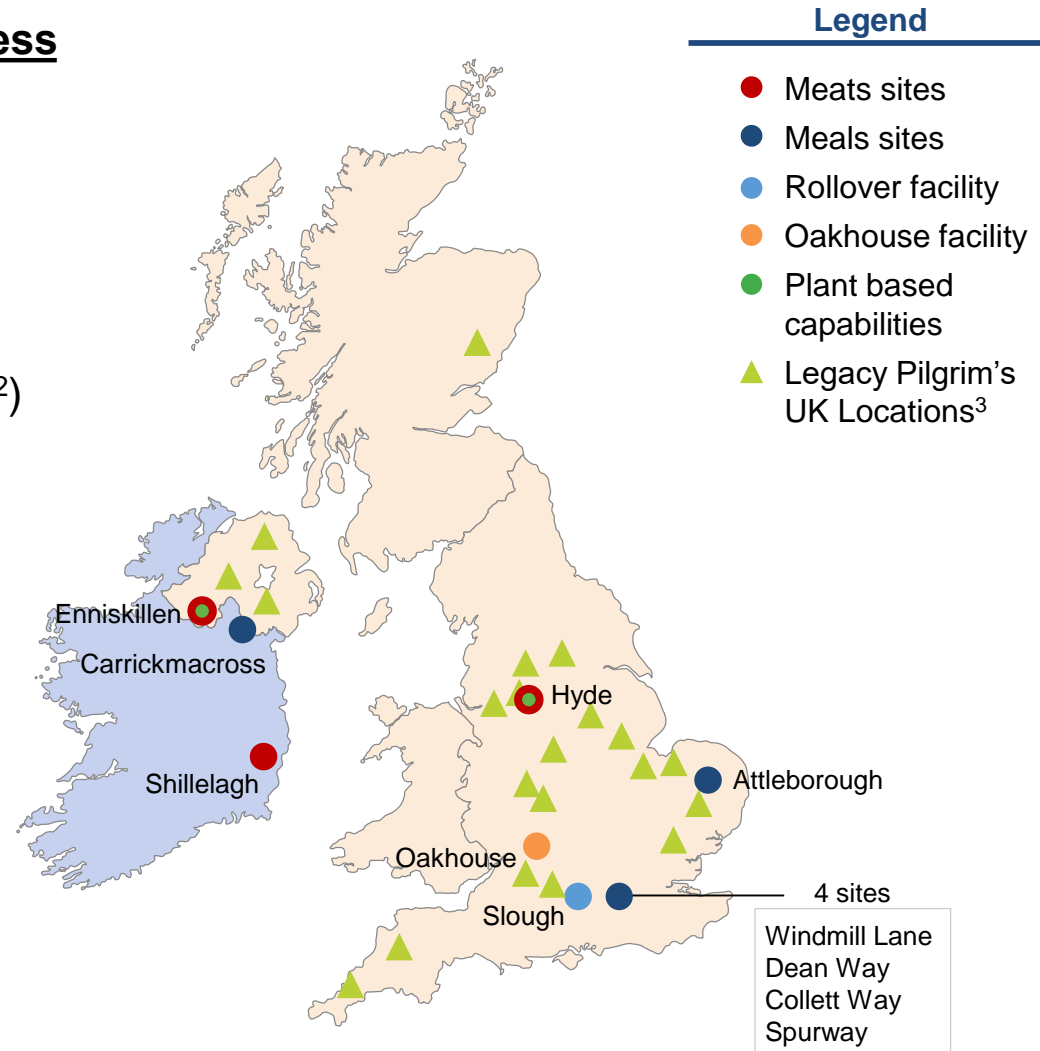 ess
2)
Legend
Meats sites
Meals sites
Rollover facility
Oakhouse facility
Plant based
capabilities
Legacy Pilgrim's
UK Locations3
Enniskillen
Carrickmacross
Shillelagh
Hyde
Attleborough
Oakhouse
Slough
4 sites
Windmill Lane
Dean Way
Collett Way
Spurway